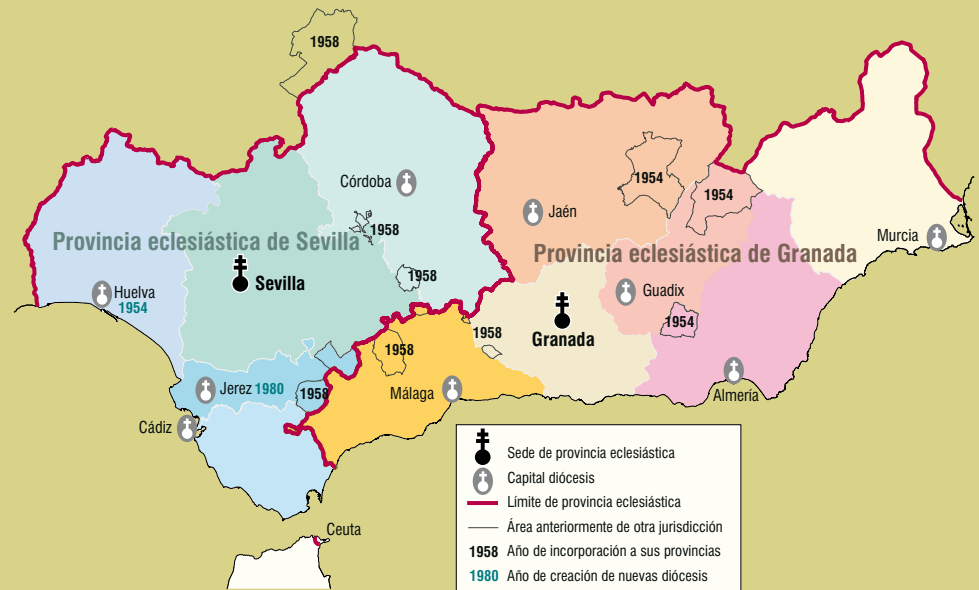 1958
Córdoba
1954
1954
Jaén
1958
Provincia eclesiástica de Sevilla
Provincia eclesiástica de Granada
Murcia
1958
Sevilla
Huelva
1954
Guadix
1954
1958
Granada
1958
Jerez 1980
1958
Málaga
Almería
Cádiz
Sede de provincia eclesiástica
Capital diócesis
Límite de provincia eclesiástica
Área anteriormente de otra jurisdicción
1958 Año de incorporación a sus provincias
1980 Año de creación de nuevas diócesis
Ceuta